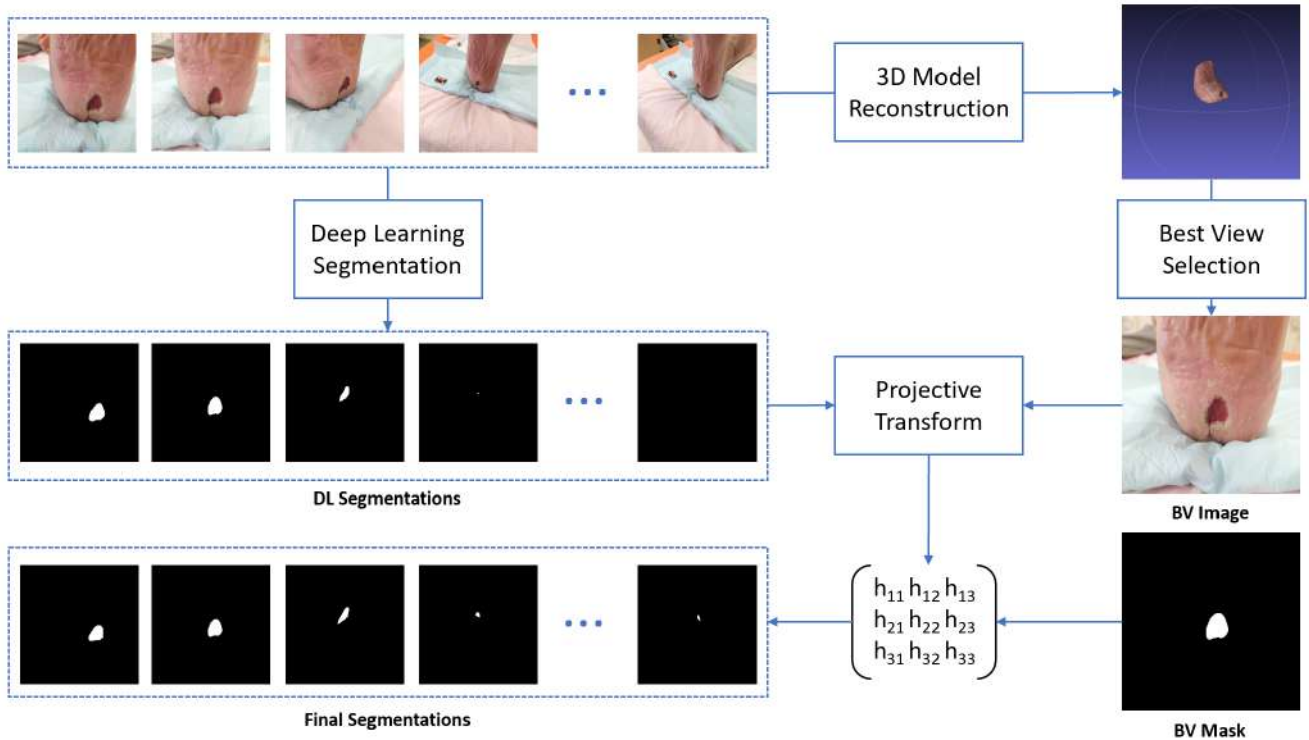 3D Model
Reconstruction
Deep Learning
Segmentation
Best View
Selection
Projective
Transform
DL Segmentations
BV Image
h11 h12 h13
h21 h22 h23
h31 h32 h33
Final Segmentations
BV Mask